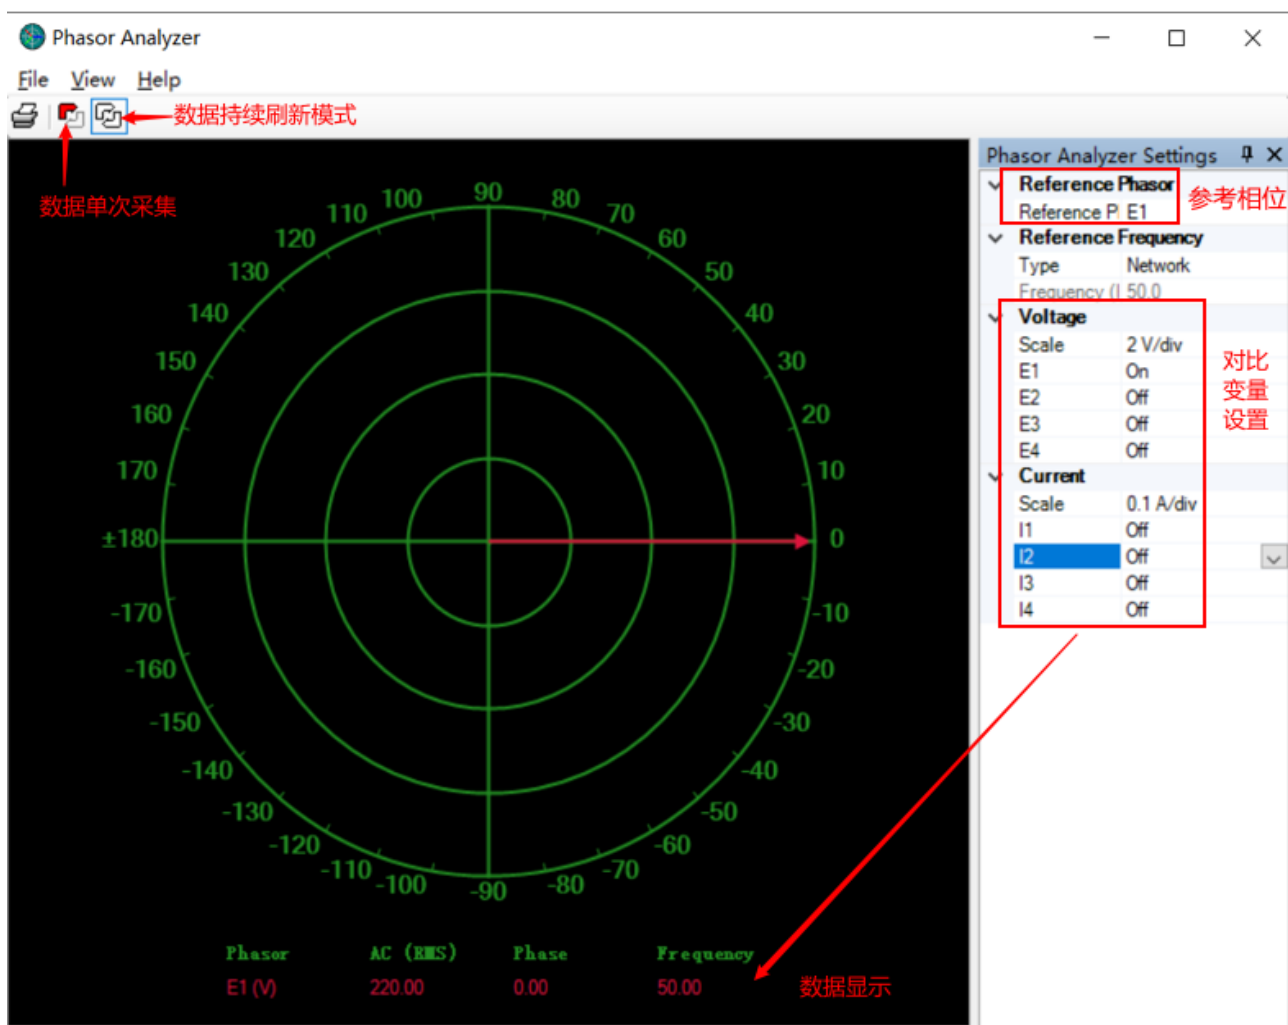 Phasor Analyzer
File View Help
数据持续刷新模式
数据单次采集
Phasor Analyzer Settings
Reference Phasor
Reference P E1
参考相位
Reference Frequency
Type Network
Frequency ( 50.0
Voltage
Scale 2 V/div
E1 On
E2 Off
E3 Off
E4 Off
对比
变量
设置
Current
Scale 0.1 A/div
I1 Off
I2 Off
I3 Off
I4 Off
90
100 80
110 70
120 60
130 50
140 40
150 30
160 20
170 10
±180 0
-170 -10
-160 -20
-150 -30
-140 -40
-130 -50
-120 -60
-110 -70
-100 -80
-90
Phasor AC (RMS) Phase Frequency
E1 (V) 220.00 0.00 50.00
数据显示